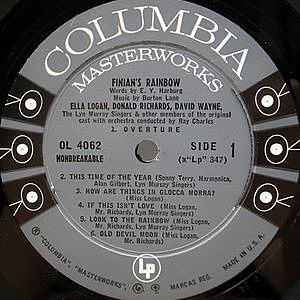 COLUMBIA
MASTERWORKS
FINIAN'S RAINBOW
Words by E. Y. Harburg
Music by Burton Lane
ELLA LOGAN, DONALD RICHARDS, DAVID WAYNE,
The Lyn Murray Singers & other members of the original
cast with orchestra conducted by Ray Charles
1. OVERTURE
OL 4062
NONBREAKABLE
SIDE 1
(x"Lp" 347)
2. THIS TIME OF THE YEAR (Sonny Terry, Harmonica,
Alan Gilbert, Lyn Murray Singers)
3. HOW ARE THINGS IN GLOCCA MORRA?
(Miss Logan)
4. IF THIS ISN'T LOVE (Miss Logan,
Mr. Richards, Lyn Murray Singers)
5. LOOK TO THE RAINBOW (Miss Logan,
Mr. Richards, Lyn Murray Singers)
6. OLD DEVIL MOON (Miss Logan,
Mr. Richards)
® "COLUMBIA", "MASTERWORKS,"
Lp
MARCAS REG.
MADE IN U.S.A.